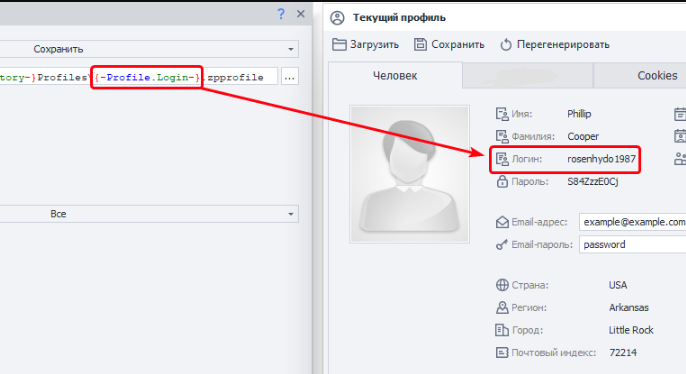 Сохранить
tory-}Profiles\{-Profile.Login-}.zppprofile
...
Все
Текущий профиль
Загрузить Сохранить Перегенерировать
Человек Cookies
Имя: Phillip
Фамилия: Cooper
Логин: rosenhydo1987
Пароль: S84ZzzE0Cj
Email-адрес: example@example.com
Email-пароль: password
Страна: USA
Регион: Arkansas
Город: Little Rock
Почтовый индекс: 72214